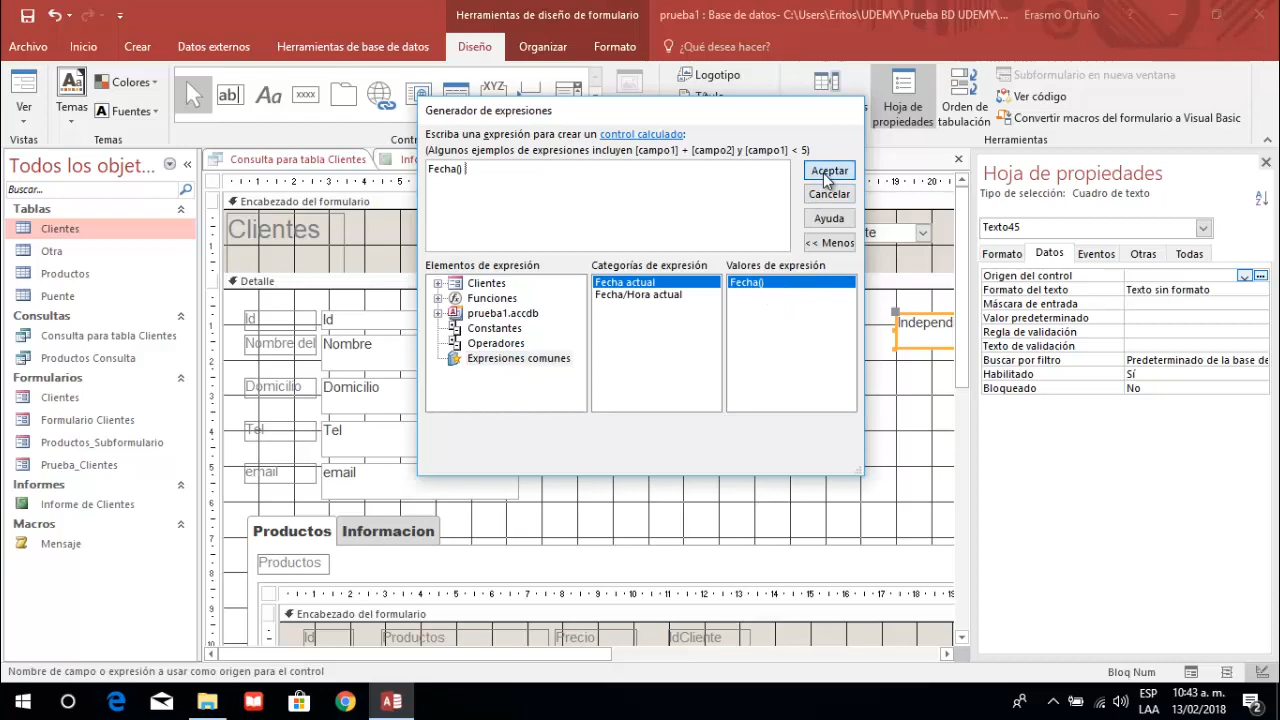 Herramientas de diseño de formulario
prueba1 : Base de datos- C:\Users\Eritos\UDEMY\Prueba BD UDEMY\...
Erasmo Ortuño
Archivo
Inicio
Crear
Datos externos
Herramientas de base de datos
Diseño
Organizar
Formato
¿Qué desea hacer?
Ver
Vistas
Temas
Colores
Fuentes
Temas
ab|
Aa
xxxx
XYZ
Logotipo
Hoja de
propiedades
Orden de
tabulación
Subformulario en nueva ventana
Ver código
Convertir macros del formulario a Visual Basic
Herramientas
Todos los objet...
Buscar...
Tablas
Clientes
Otra
Productos
Puente
Consultas
Consulta para tabla Clientes
Productos Consulta
Formularios
Clientes
Formulario Clientes
Productos_Subformulario
Prueba_Clientes
Informes
Informe de Clientes
Macros
Mensaje
Consulta para tabla Clientes
Encabezado del formulario
Clientes
Detalle
Id
Id
Nombre del
Nombre
Domicilio
Domicilio
Tel
Tel
email
email
Independ
Productos
Informacion
Productos
Encabezado del formulario
Id
Productos
Precio
IdCliente
Generador de expresiones
Escriba una expresión para crear un control calculado:
(Algunos ejemplos de expresiones incluyen [campo1] + [campo2] y [campo1] < 5)
Fecha()
Aceptar
Cancelar
Ayuda
<< Menos
Elementos de expresión
Clientes
Funciones
prueba1.accdb
Constantes
Operadores
Expresiones comunes
Categorías de expresión
Fecha actual
Fecha/Hora actual
Valores de expresión
Fecha()
Hoja de propiedades
Tipo de selección: Cuadro de texto
Texto45
Formato
Datos
Eventos
Otras
Todas
Origen del control
Formato del texto Texto sin formato
Máscara de entrada
Valor predeterminado
Regla de validación
Texto de validación
Buscar por filtro Predeterminado de la base de
Habilitado Sí
Bloqueado No
Nombre de campo o expresión a usar como origen para el control
Bloq Num
ESP
LAA
10:43 a. m.
13/02/2018
2